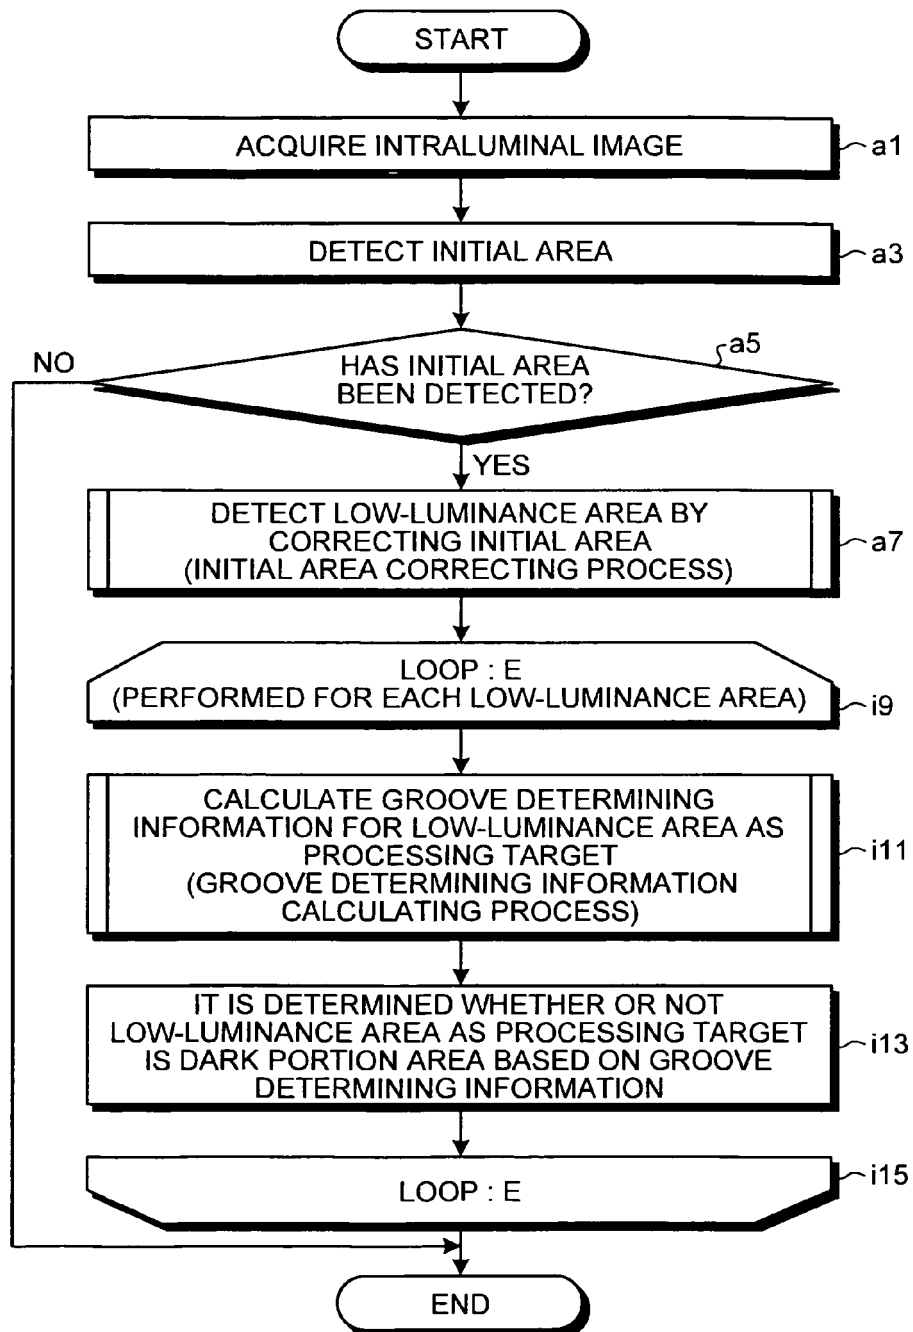 START
ACQUIRE INTRALUMINAL IMAGE
a1
DETECT INITIAL AREA
a3
HAS INITIAL AREA
BEEN DETECTED?
a5
NO
YES
DETECT LOW-LUMINANCE AREA BY
CORRECTING INITIAL AREA
(INITIAL AREA CORRECTING PROCESS)
a7
LOOP : E
(PERFORMED FOR EACH LOW-LUMINANCE AREA)
i9
CALCULATE GROOVE DETERMINING
INFORMATION FOR LOW-LUMINANCE AREA AS
PROCESSING TARGET
(GROOVE DETERMINING INFORMATION
CALCULATING PROCESS)
i11
IT IS DETERMINED WHETHER OR NOT
LOW-LUMINANCE AREA AS PROCESSING TARGET
IS DARK PORTION AREA BASED ON GROOVE
DETERMINING INFORMATION
i13
LOOP : E
i15
END